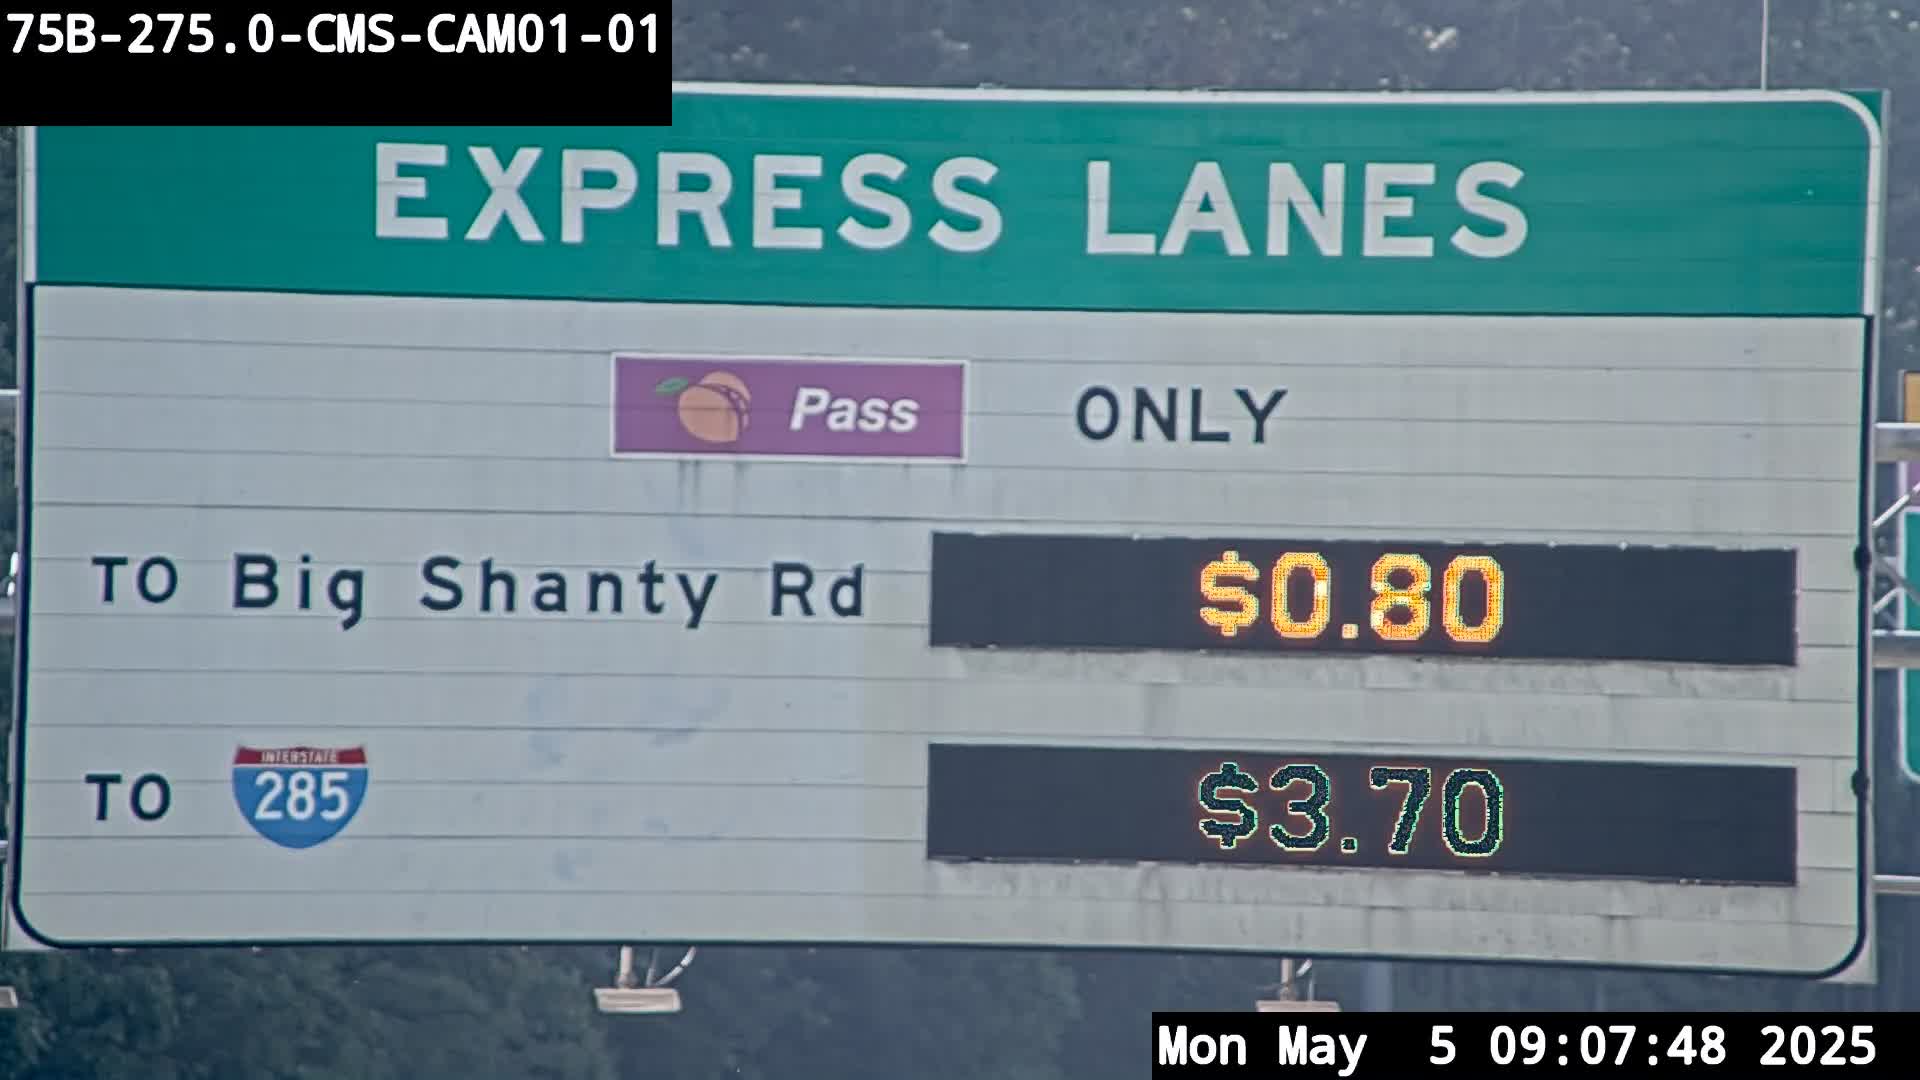 75B-275.0-CMS-CAM01-01
EXPRESS LANES
Pass ONLY
TO Big Shanty Rd $0.80
INTERSTATE
TO 285 $3.70
Mon May 5 09:07:48 2025